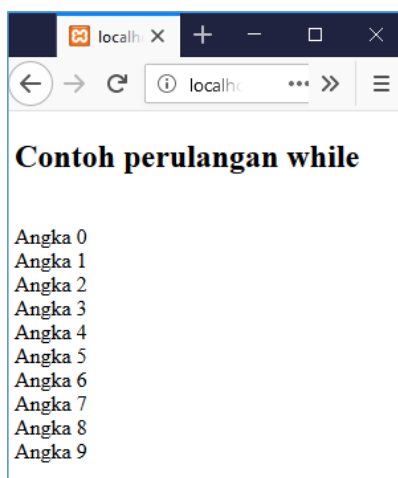 localh
localh
Contoh perulangan while
Angka 0
Angka 1
Angka 2
Angka 3
Angka 4
Angka 5
Angka 6
Angka 7
Angka 8
Angka 9